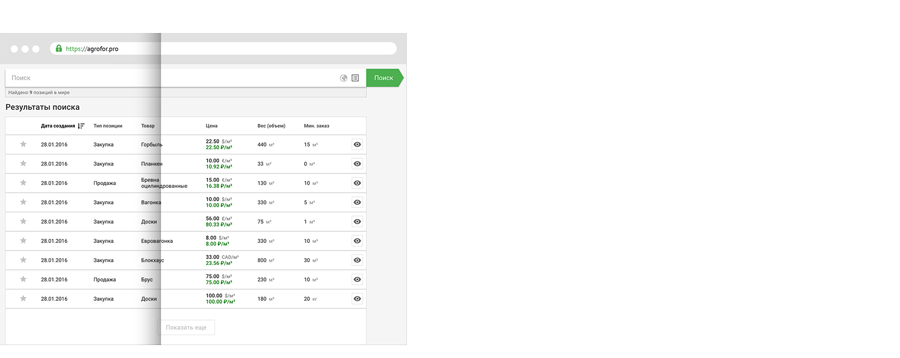 https://agrofor.pro
Поиск
Поиск
Найдено 9 позиций в мире
Результаты поиска
Дата создания Тип позиции Товар Цена Вес (объем) Мин. заказ
28.01.2016 Закупка Горбыль 22.50 $/м³ 440 м³ 15 м³
22.50 ₽/м³
28.01.2016 Закупка Планкен 10.00 €/м³ 33 м³ 0 м³
10.92 ₽/м³
28.01.2016 Продажа Бревна оцилиндрованные 15.00 €/м³ 130 м³ 10 м³
16.38 ₽/м³
28.01.2016 Закупка Вагонка 10.00 $/м³ 330 м³ 5 м³
10.00 ₽/м³
28.01.2016 Закупка Доски 56.00 £/м³ 75 м³ 1 м³
80.33 ₽/м³
28.01.2016 Закупка Евровагонка 8.00 $/м³ 330 м³ 10 м³
8.00 ₽/м³
28.01.2016 Закупка Блокхаус 33.00 CAD/м³ 800 м³ 30 м³
23.56 ₽/м³
28.01.2016 Продажа Брус 75.00 $/м³ 230 м³ 10 м³
75.00 ₽/м³
28.01.2016 Закупка Доски 100.00 $/м³ 180 м³ 20 кг
100.00 ₽/м³
Показать еще